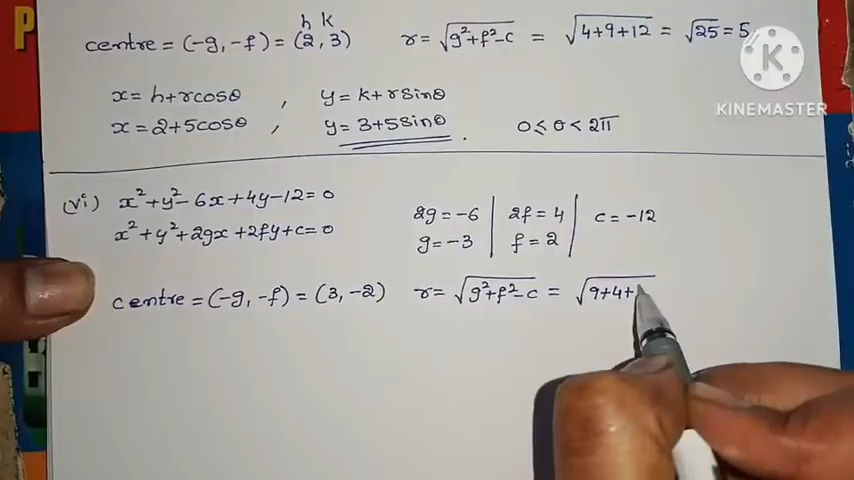 h k
centre = (-g, -f) = (2, 3) r = √g²+f²-c = √4+9+12 = √25 = 5
x = h+rcosθ , y = k+rsinθ
x = 2+5cosθ , y = 3+5sinθ . 0 ≤ θ < 2π
(vi) x²+y²-6x+4y-12=0 2g = -6 | 2f = 4 | c = -12
x²+y²+2gx+2fy+c=0 g = -3 | f = 2 |
centre = (-g, -f) = (3, -2) r = √g²+f²-c = √9+4+
KINEMASTER